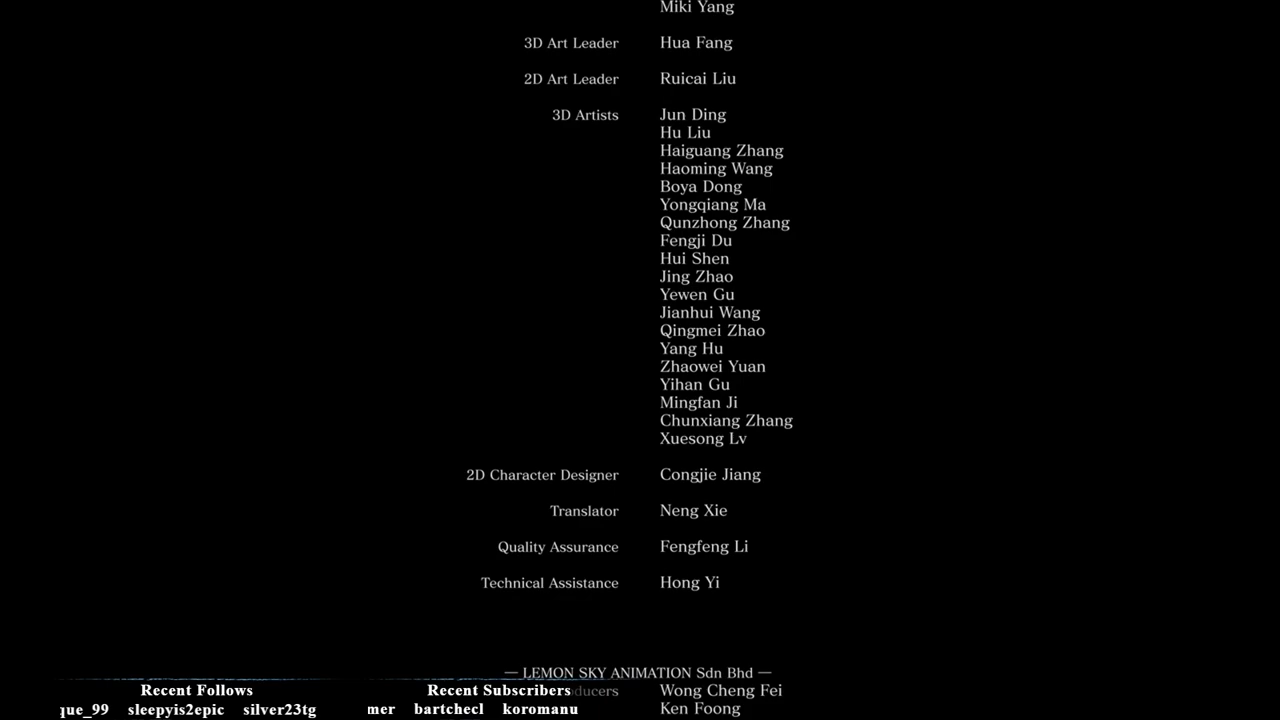 Miki Yang
3D Art Leader Hua Fang
2D Art Leader Ruicai Liu
3D Artists Jun Ding
Hu Liu
Haiguang Zhang
Haoming Wang
Boya Dong
Yongqiang Ma
Qunzhong Zhang
Fengji Du
Hui Shen
Jing Zhao
Yewen Gu
Jianhui Wang
Qingmei Zhao
Yang Hu
Zhaowei Yuan
Yihan Gu
Mingfan Ji
Chunxiang Zhang
Xuesong Lv
2D Character Designer Congjie Jiang
Translator Neng Xie
Quality Assurance Fengfeng Li
Technical Assistance Hong Yi
— LEMON SKY ANIMATION Sdn Bhd —
Recent Follows Recent Subscribers ducers Wong Cheng Fei
que_99 sleepyis2epic silver23tg mer bartchecl koromanu Ken Foong